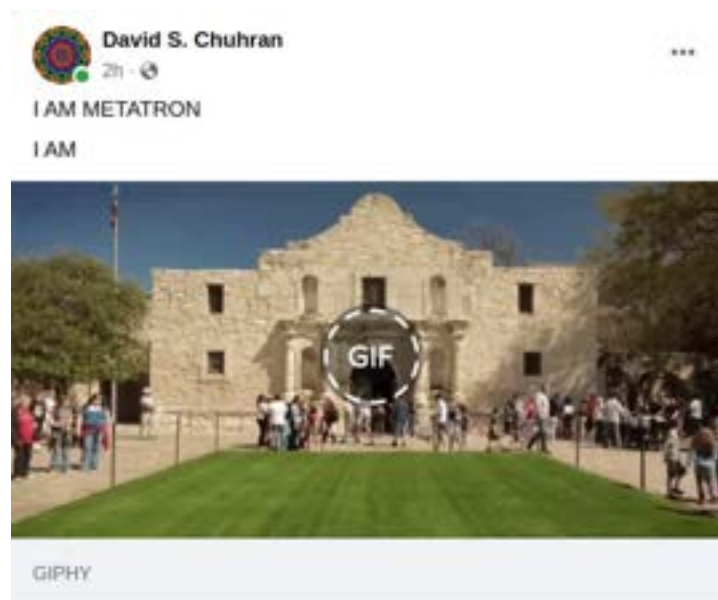 David S. Chuhran
2h ·
I AM METATRON
I AM
GIF
GIPHY